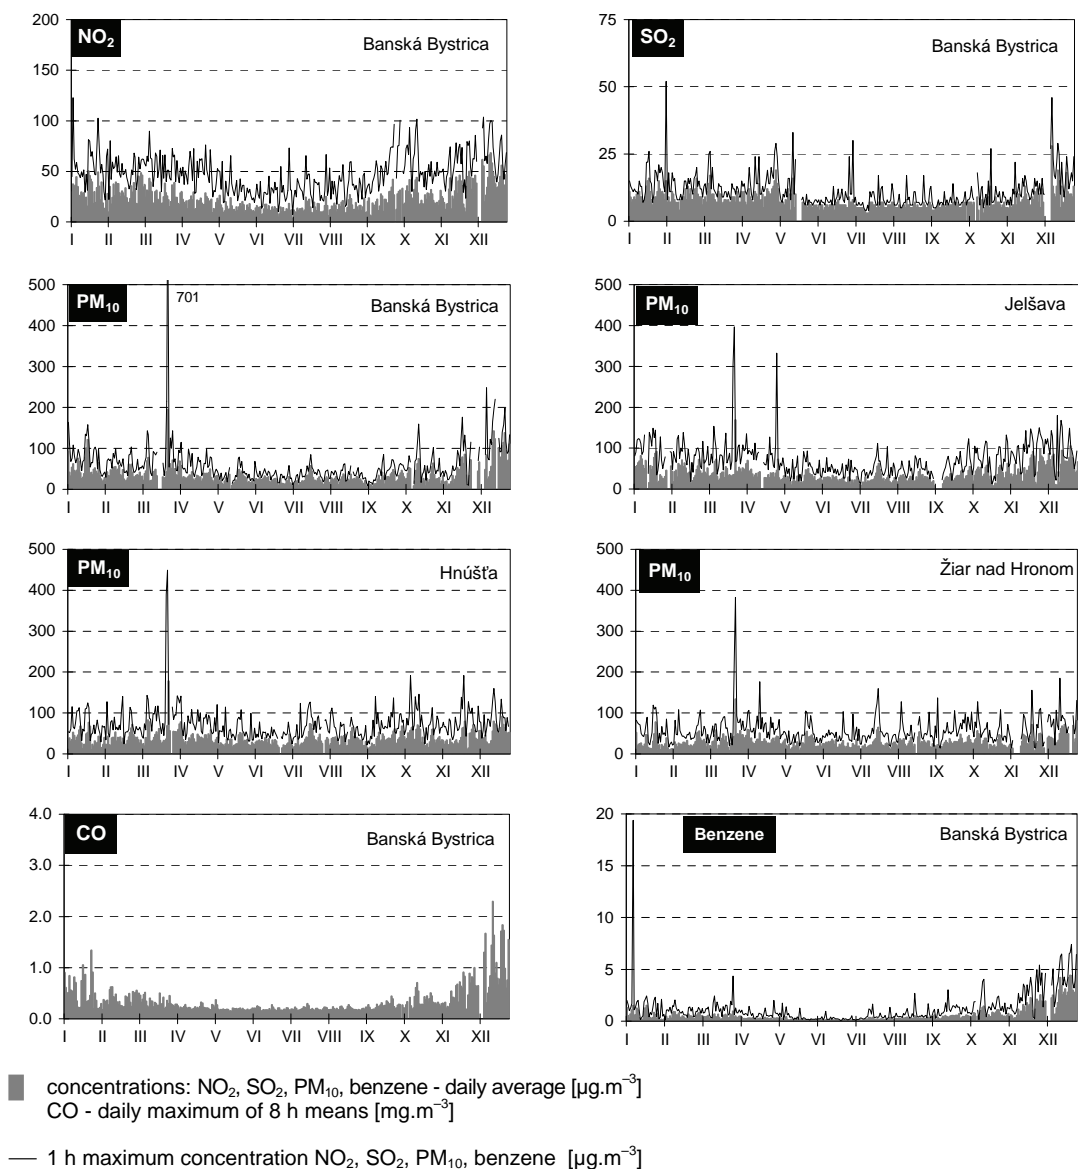 NO₂
Banská Bystrica
200
150
100
50
0
I II III IV V VI VII VIII IX X XI XII
SO₂
Banská Bystrica
75
50
25
0
I II III IV V VI VII VIII IX X XI XII
PM₁₀
701
Banská Bystrica
500
400
300
200
100
0
I II III IV V VI VII VIII IX X XI XII
PM₁₀
Jelšava
500
400
300
200
100
0
I II III IV V VI VII VIII IX X XI XII
PM₁₀
Hnúšťa
500
400
300
200
100
0
I II III IV V VI VII VIII IX X XI XII
PM₁₀
Žiar nad Hronom
500
400
300
200
100
0
I II III IV V VI VII VIII IX X XI XII
CO
Banská Bystrica
4.0
3.0
2.0
1.0
0.0
I II III IV V VI VII VIII IX X XI XII
Benzene
Banská Bystrica
20
15
10
5
0
I II III IV V VI VII VIII IX X XI XII
concentrations: NO₂, SO₂, PM₁₀, benzene - daily average [µg.m⁻³]
CO - daily maximum of 8 h means [mg.m⁻³]
1 h maximum concentration NO₂, SO₂, PM₁₀, benzene [µg.m⁻³]